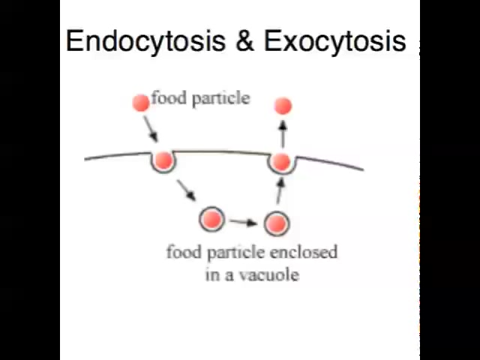 Endocytosis & Exocytosis
food particle
food particle enclosed
in a vacuole